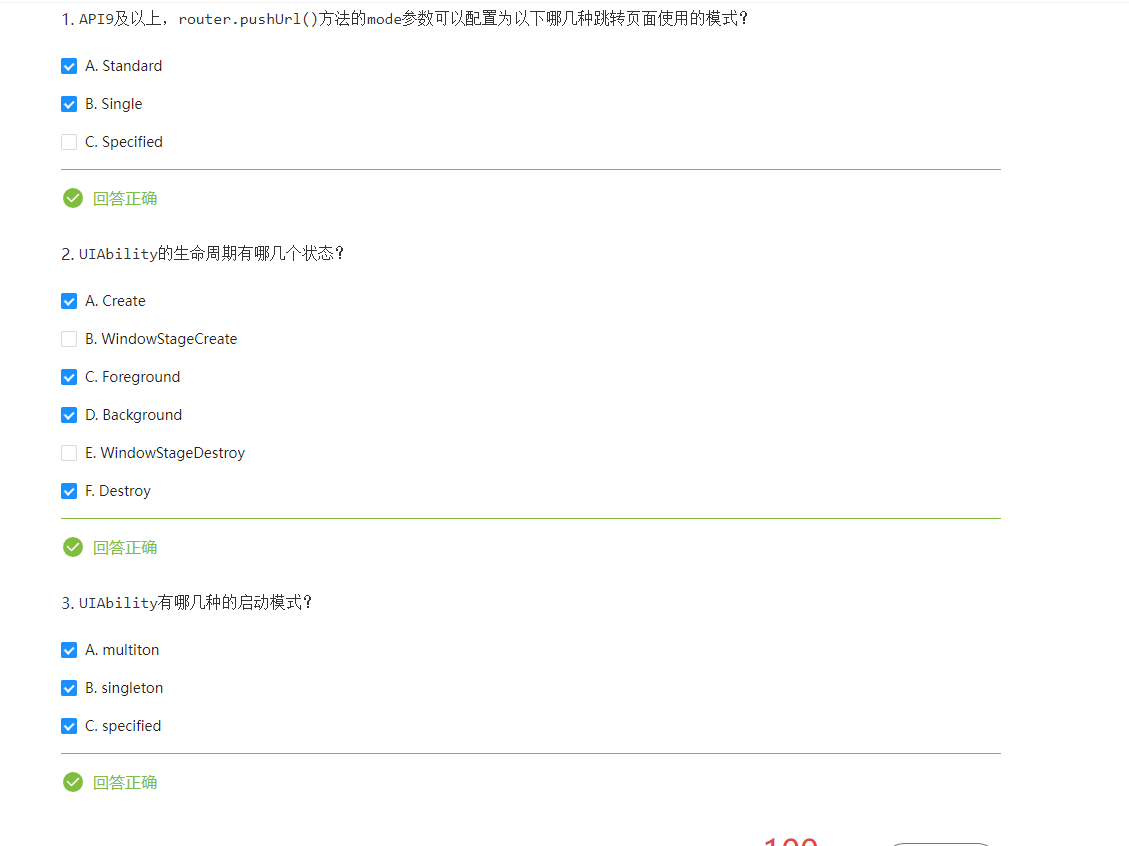 1. API9及以上，router.pushUrl()方法的mode参数可以配置为以下哪几种跳转页面使用的模式？
A. Standard
B. Single
C. Specified
回答正确
2. UIAbility的生命周期有哪几个状态？
A. Create
B. WindowStageCreate
C. Foreground
D. Background
E. WindowStageDestroy
F. Destroy
回答正确
3. UIAbility有哪几种的启动模式？
A. multiton
B. singleton
C. specified
回答正确
100